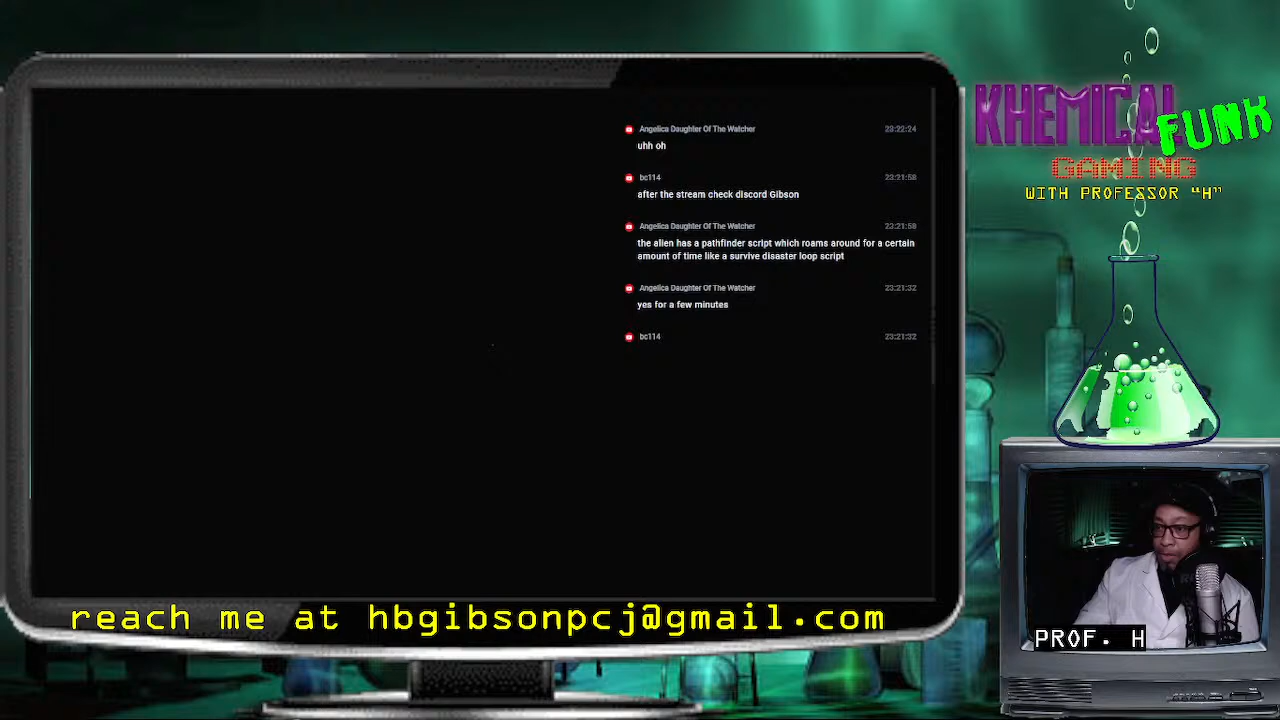 Angelica Daughter Of The Watcher 23:22:24
uhh oh
bc114 23:21:58
after the stream check discord Gibson
Angelica Daughter Of The Watcher 23:21:58
the alien has a pathfinder script which roams around for a certain
amount of time like a survive disaster loop script
Angelica Daughter Of The Watcher 23:21:32
yes for a few minutes
bc114 23:21:32
reach me at hbgibsonpcj@gmail.com
KHEMICAL
FUNK
GAMING
WITH PROFESSOR "H"
PROF. H